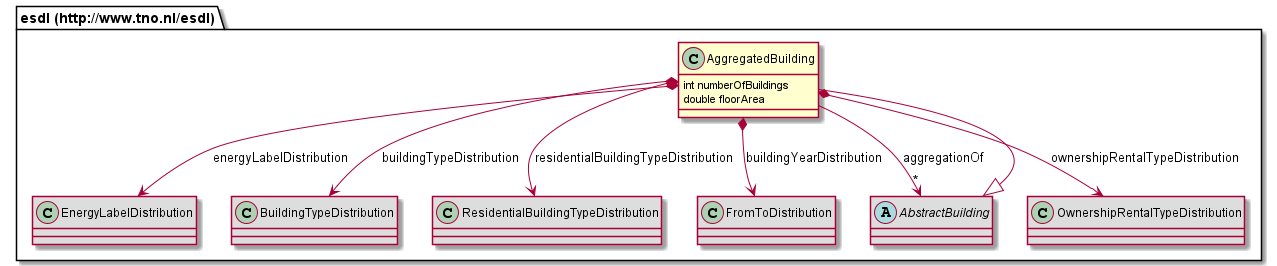 esdl (http://www.tno.nl/esdl)
C AggregatedBuilding
int numberOfBuildings
double floorArea
energyLabelDistribution
buildingTypeDistribution
residentialBuildingTypeDistribution
buildingYearDistribution
aggregationOf
ownershipRentalTypeDistribution
*
C EnergyLabelDistribution
C BuildingTypeDistribution
C ResidentialBuildingTypeDistribution
C FromToDistribution
A AbstractBuilding
C OwnershipRentalTypeDistribution